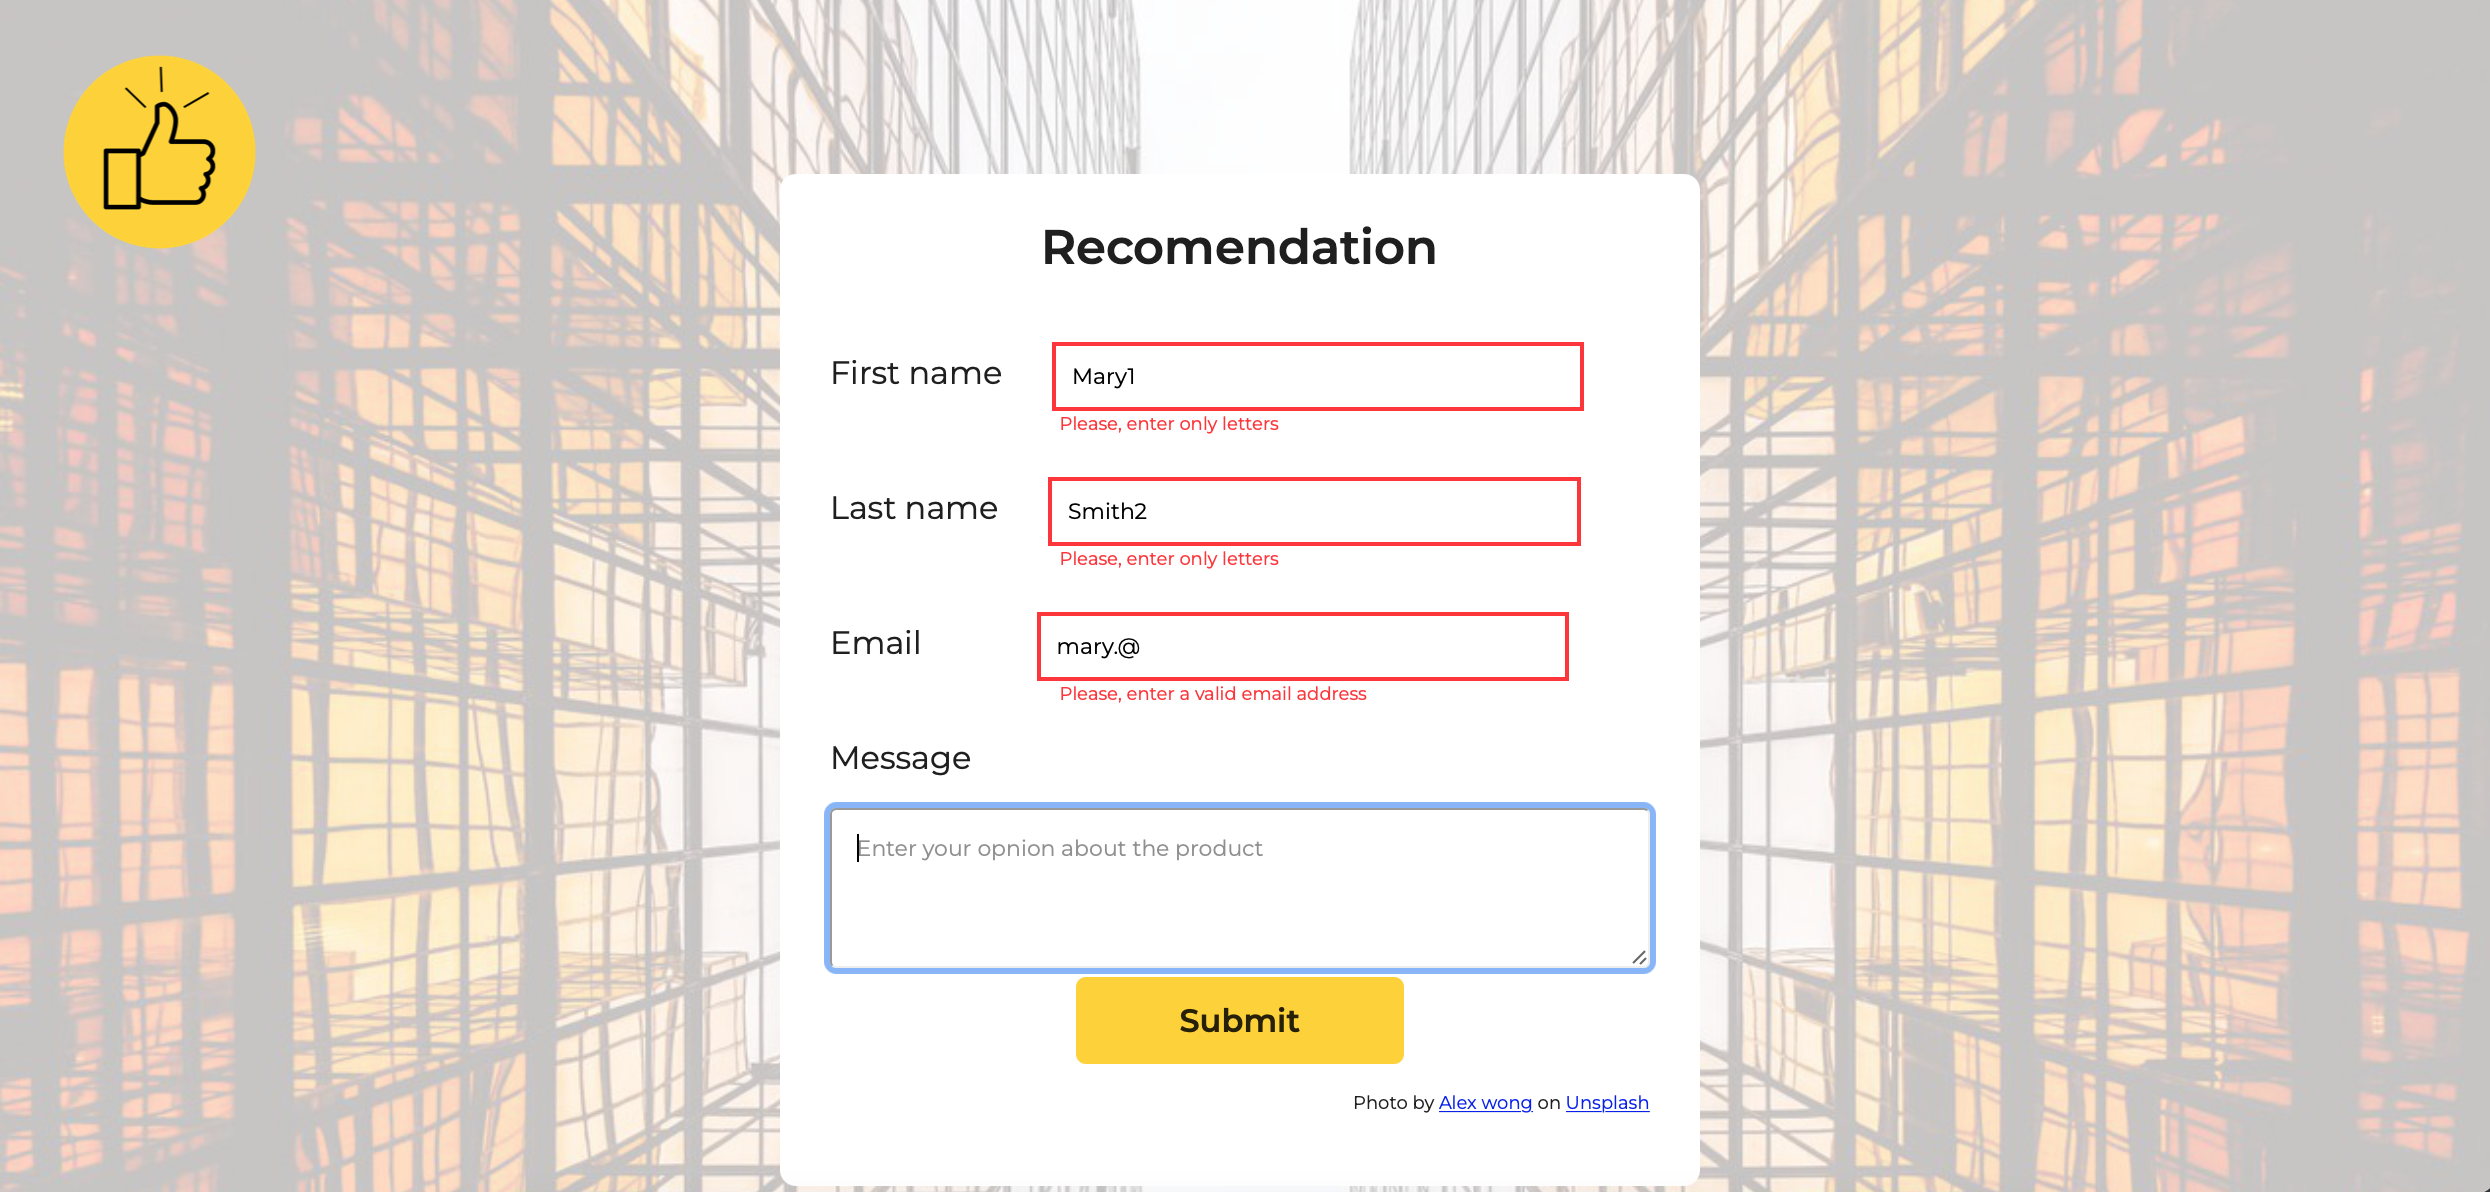 Recomendation
First name
Mary1
Please, enter only letters
Last name
Smith2
Please, enter only letters
Email
mary.@
Please, enter a valid email address
Message
Enter your opnion about the product
Submit
Photo by Alex wong on Unsplash